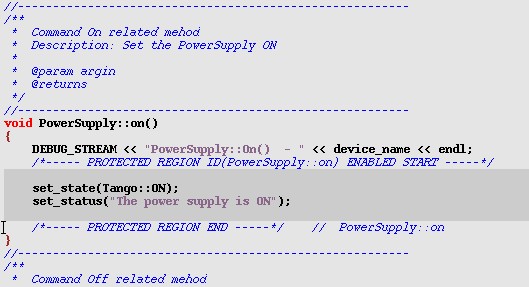 //--------------------------------------------------------
/**
 *  Command On related mehod
 *  Description: Set the PowerSupply ON
 *
 *  @param argin
 *  @returns
 */
//--------------------------------------------------------
void PowerSupply::on()
{
    DEBUG_STREAM << "PowerSupply::On()  - " << device_name << endl;
    /*----- PROTECTED REGION ID(PowerSupply::on) ENABLED START -----*/
    set_state(Tango::ON);
    set_status("The power supply is ON");
    /*----- PROTECTED REGION END -----*/    //  PowerSupply::on
}
//--------------------------------------------------------
/**
 *  Command Off related mehod